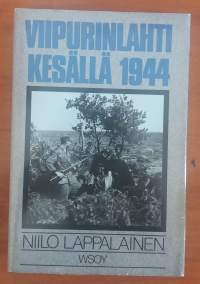 VIIPURINLAHTI
KESÄLLÄ 1944
NIILO LAPPALAINEN
WSOY